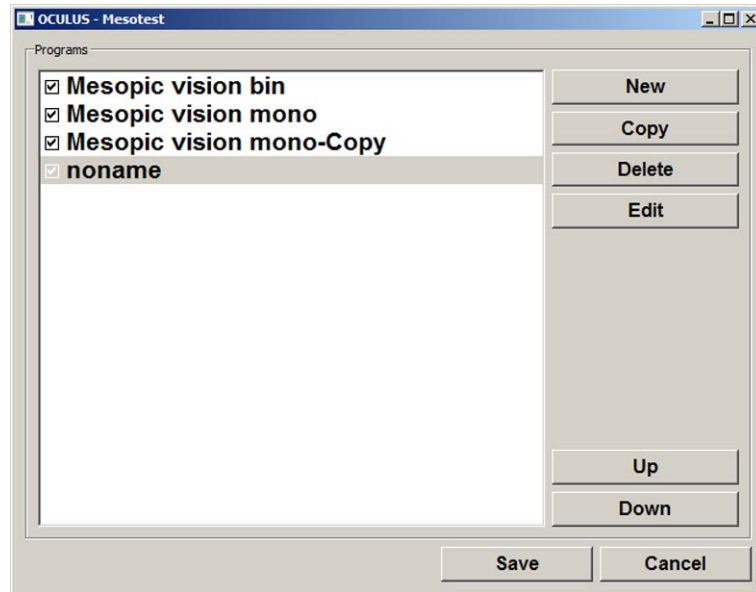 OCULUS - Mesotest
Programs
Mesopic vision bin
Mesopic vision mono
Mesopic vision mono-Copy
noname
New
Copy
Delete
Edit
Up
Down
Save
Cancel